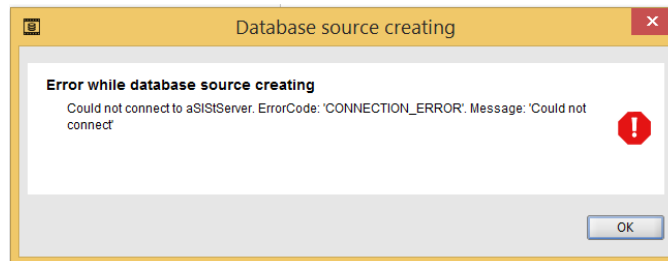 Database source creating
Error while database source creating
Could not connect to aSIStServer. ErrorCode: 'CONNECTION_ERROR'. Message: 'Could not
connect'
OK